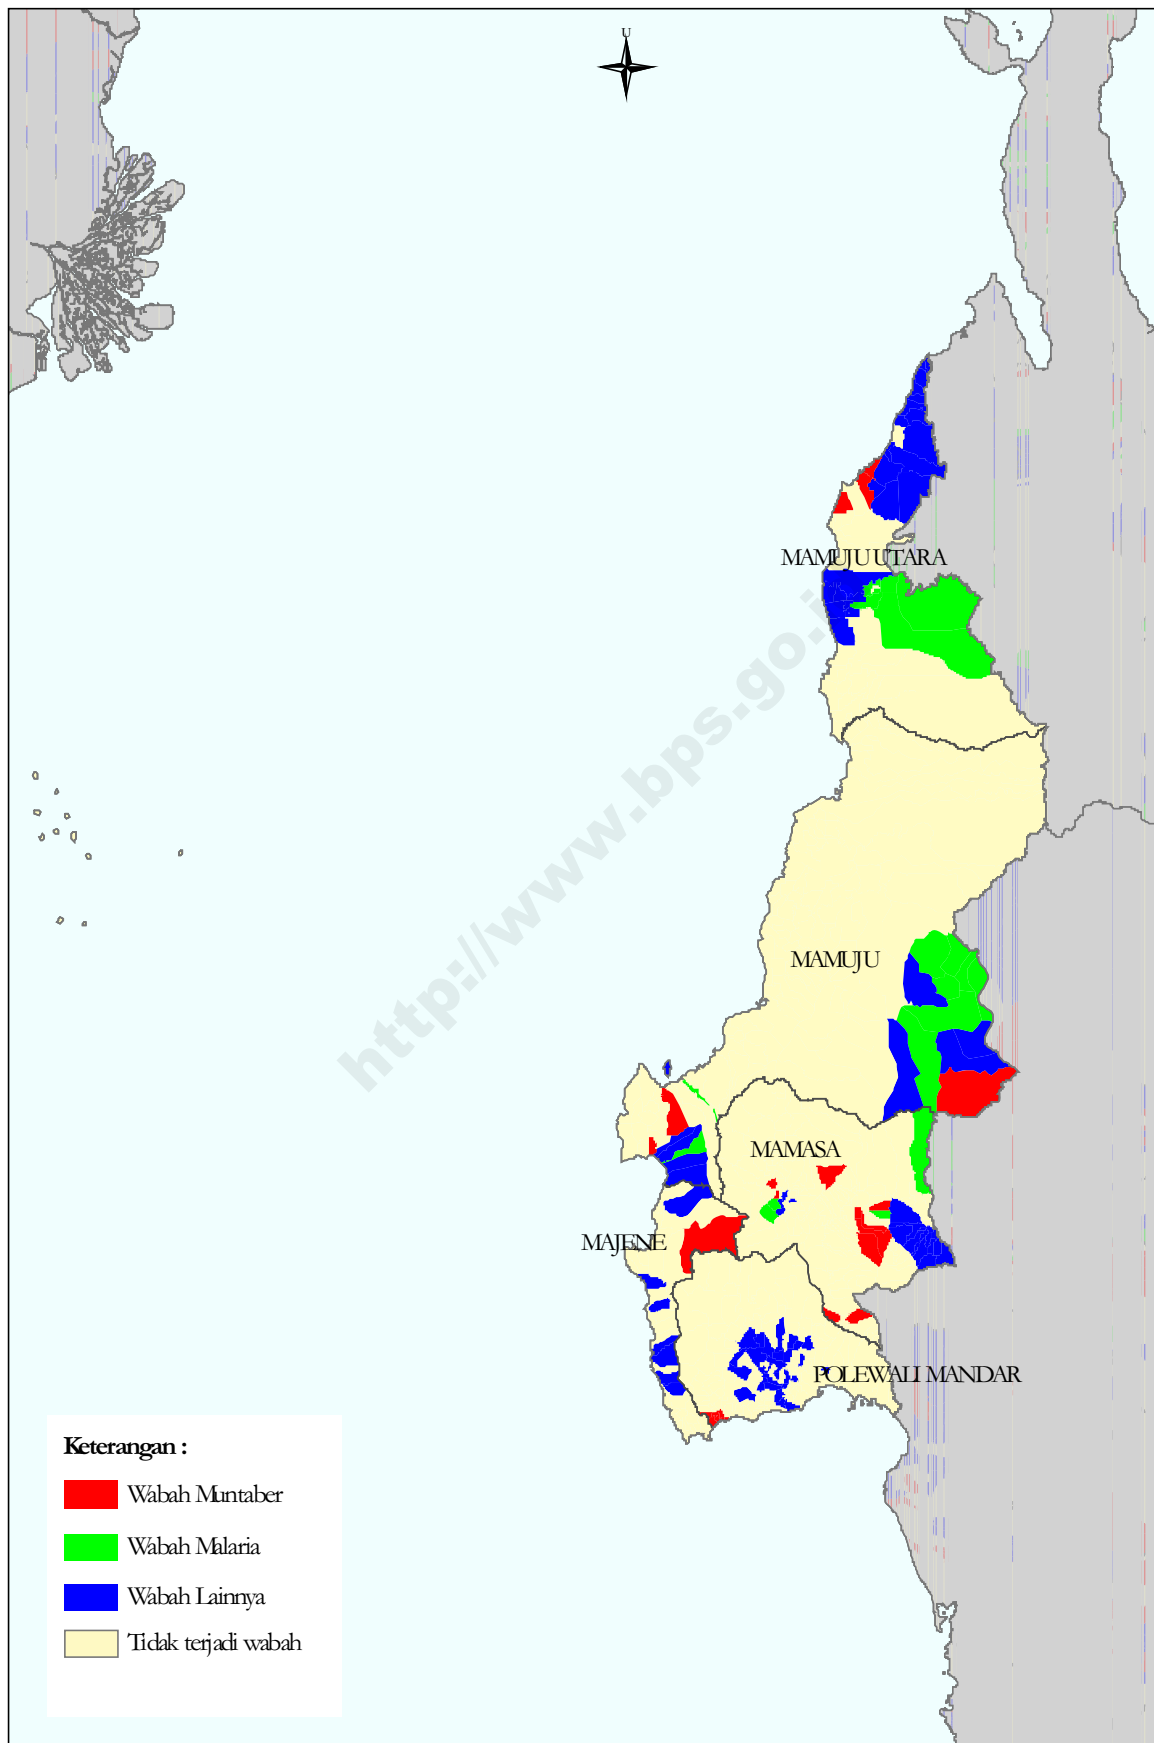 U
MAMUJU UTARA
http://www.bps.go.i
MAMUJU
MAMASA
MAJENE
POLEWALI MANDAR
Keterangan :
Wabah Muntaber
Wabah Malaria
Wabah Lainnya
Tidak terjadi wabah